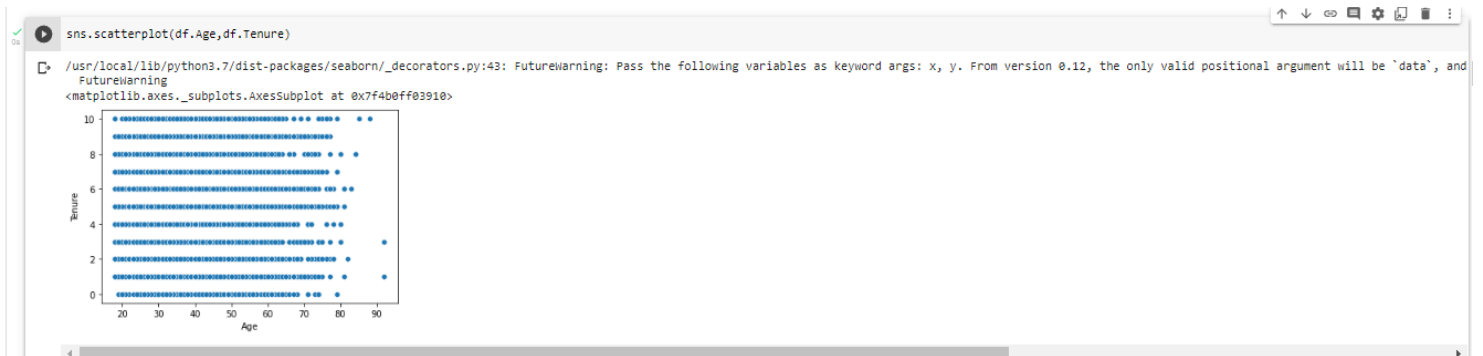 sns.scatterplot(df.Age,df.Tenure)
0s
/usr/local/lib/python3.7/dist-packages/seaborn/_decorators.py:43: FutureWarning: Pass the following variables as keyword args: x, y. From version 0.12, the only valid positional argument will be `data`, and
FutureWarning
<matplotlib.axes._subplots.AxesSubplot at 0x7f4b0ff03910>
10
8
6
4
2
0
Tenure
20 30 40 50 60 70 80 90
Age